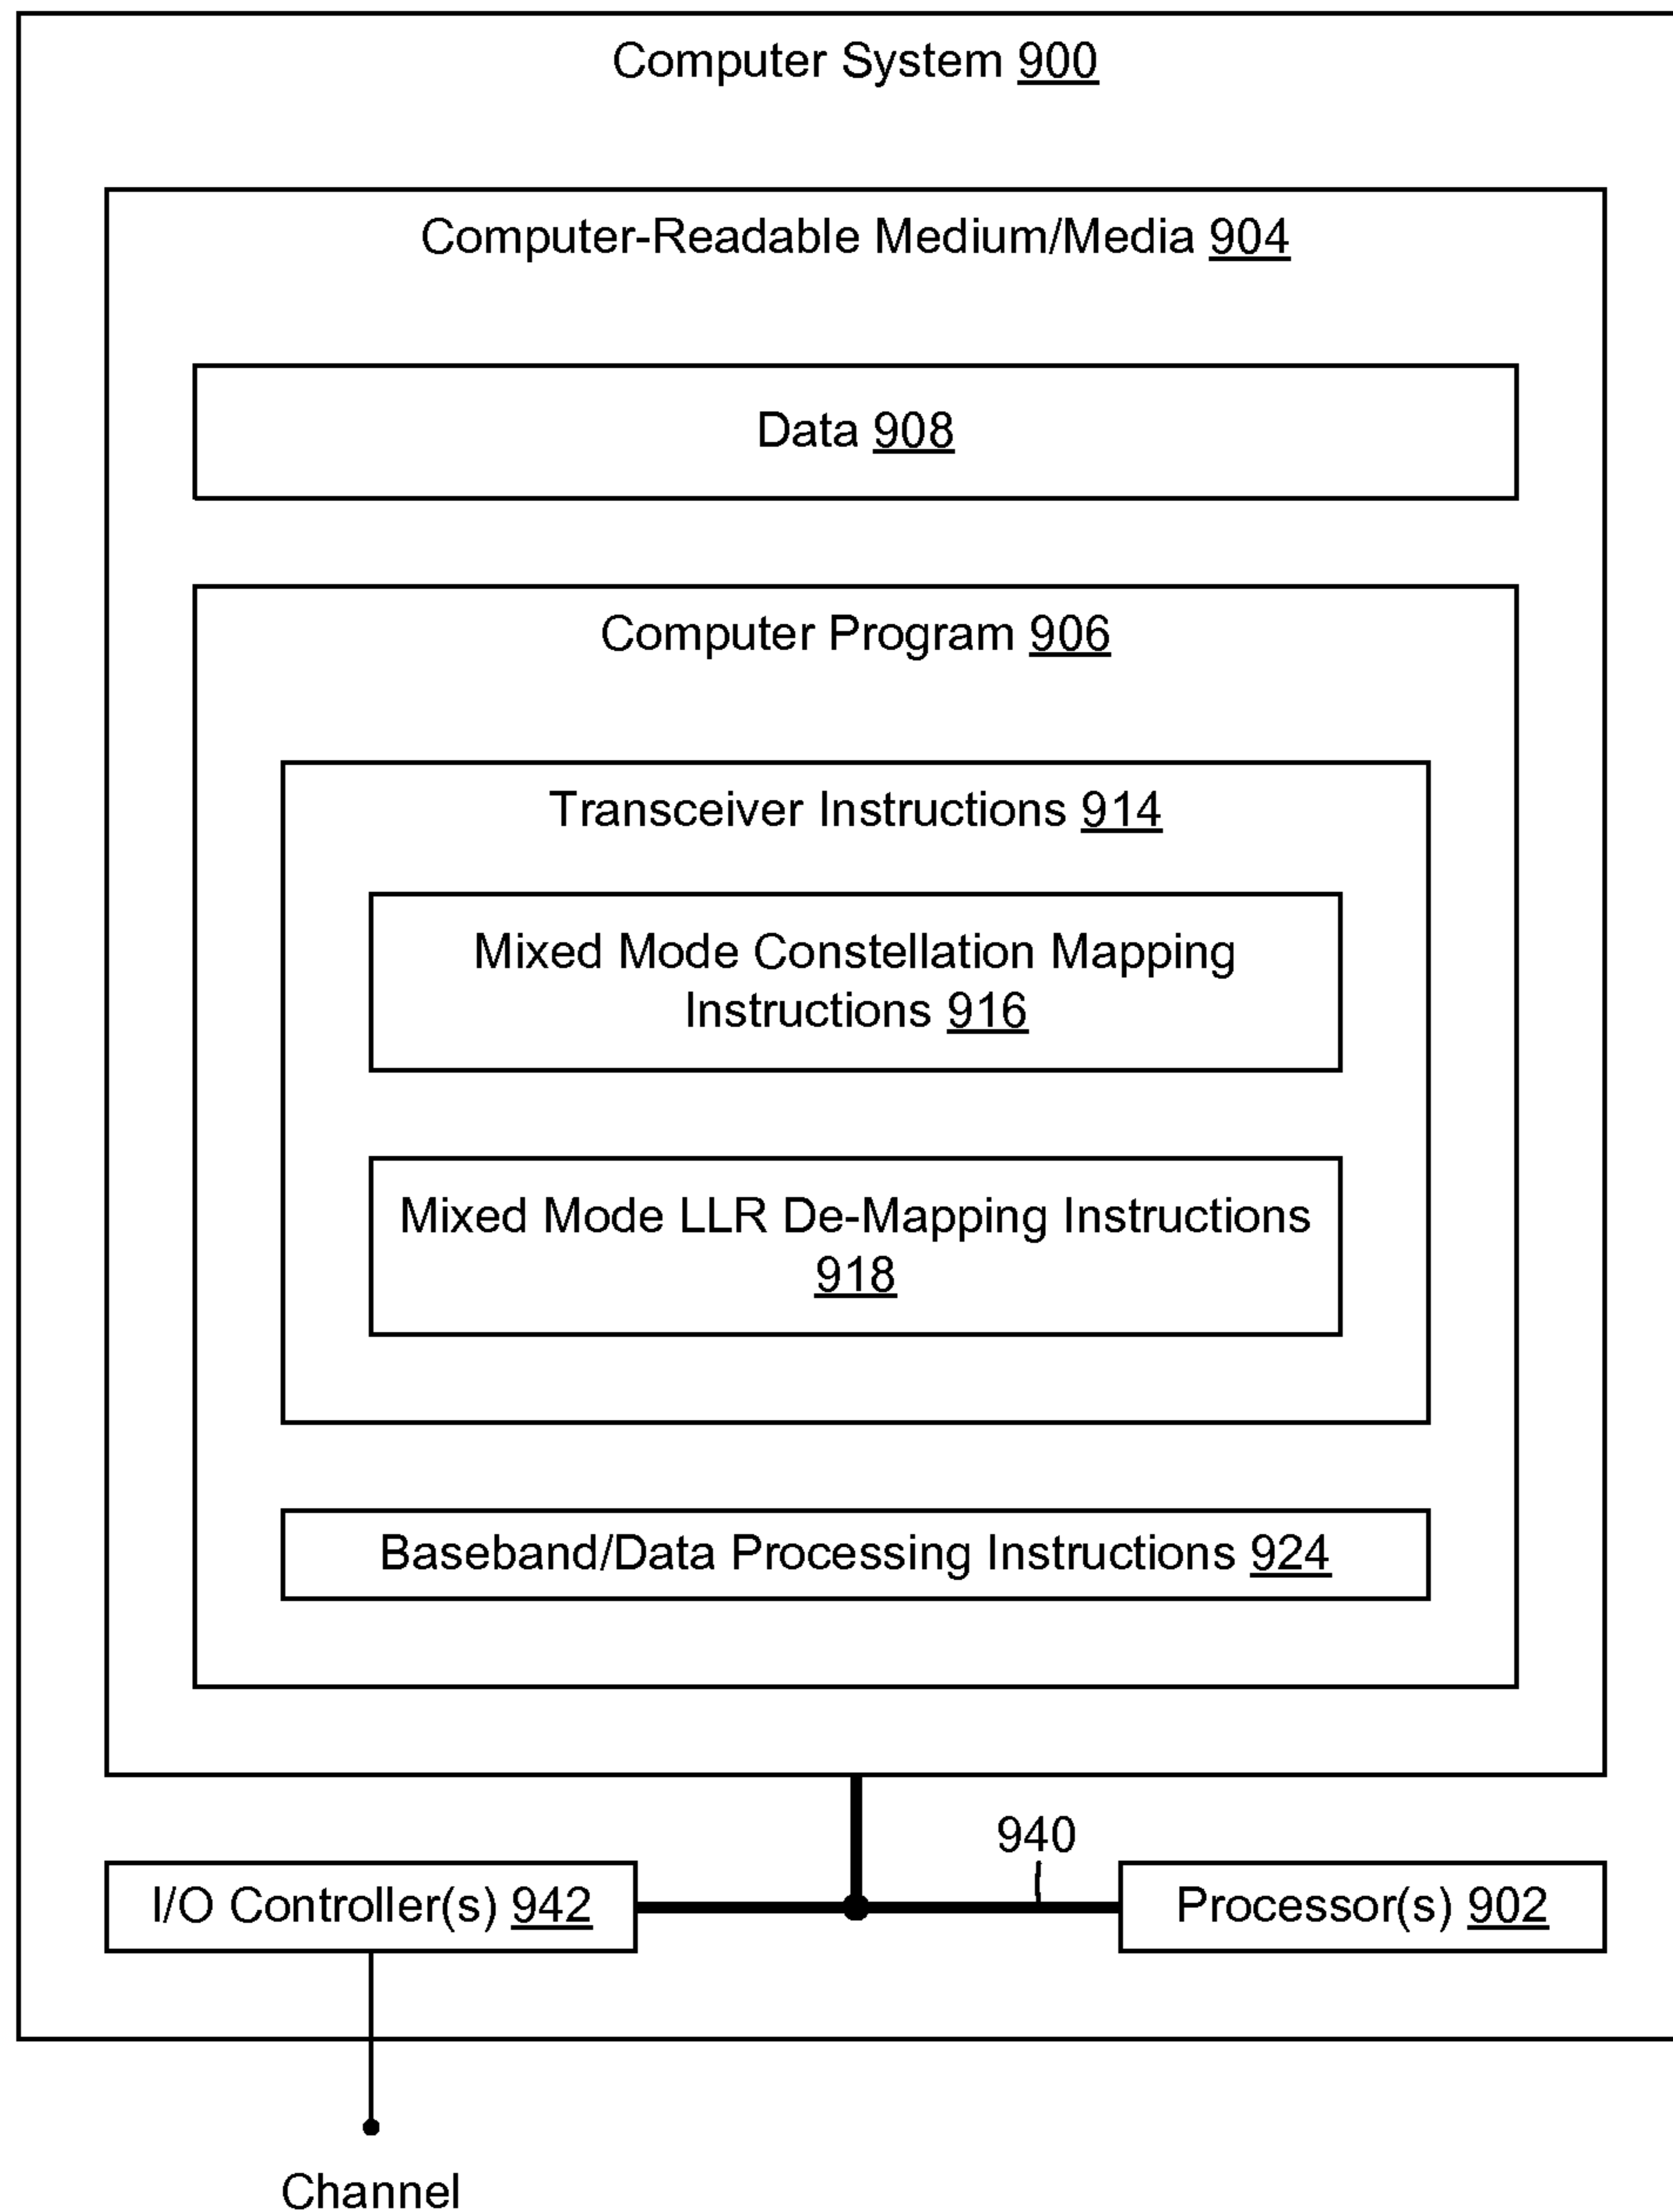 Computer System 900
Computer-Readable Medium/Media 904
Data 908
Computer Program 906
Transceiver Instructions 914
Mixed Mode Constellation Mapping
Instructions 916
Mixed Mode LLR De-Mapping Instructions
918
Baseband/Data Processing Instructions 924
940
I/O Controller(s) 942
Processor(s) 902
Channel